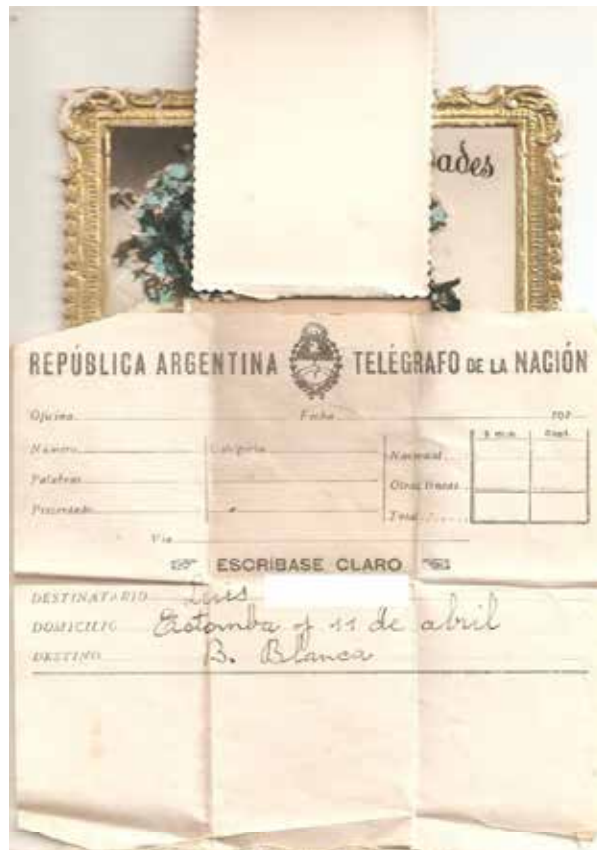 ades
REPÚBLICA ARGENTINA TELÉGRAFO DE LA NACIÓN
Oficina Fecha
Número Categoría Nacional
Palabras Otras líneas
Presentado Total
Vía
ESCRÍBASE CLARO
DESTINATARIO Luis
DOMICILIO Estomba y 11 de abril
DESTINO B. Blanca